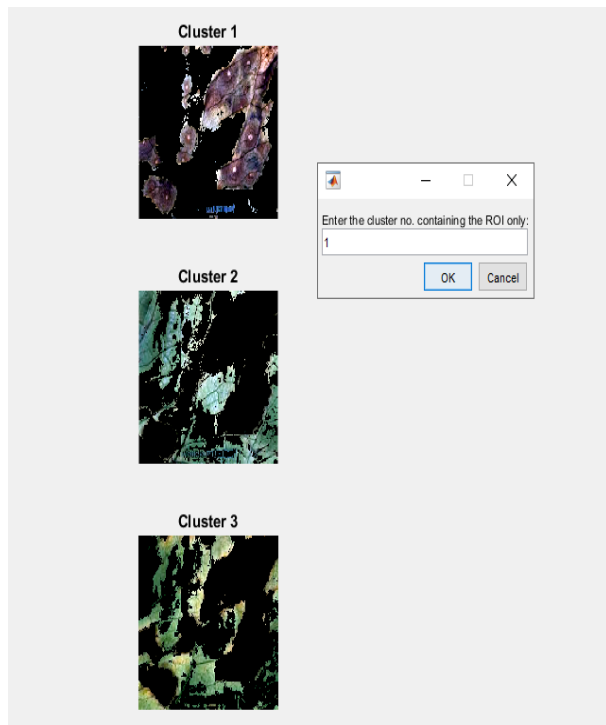 Cluster 1
Enter the cluster no. containing the ROI only:
1
OK
Cancel
Cluster 2
Cluster 3